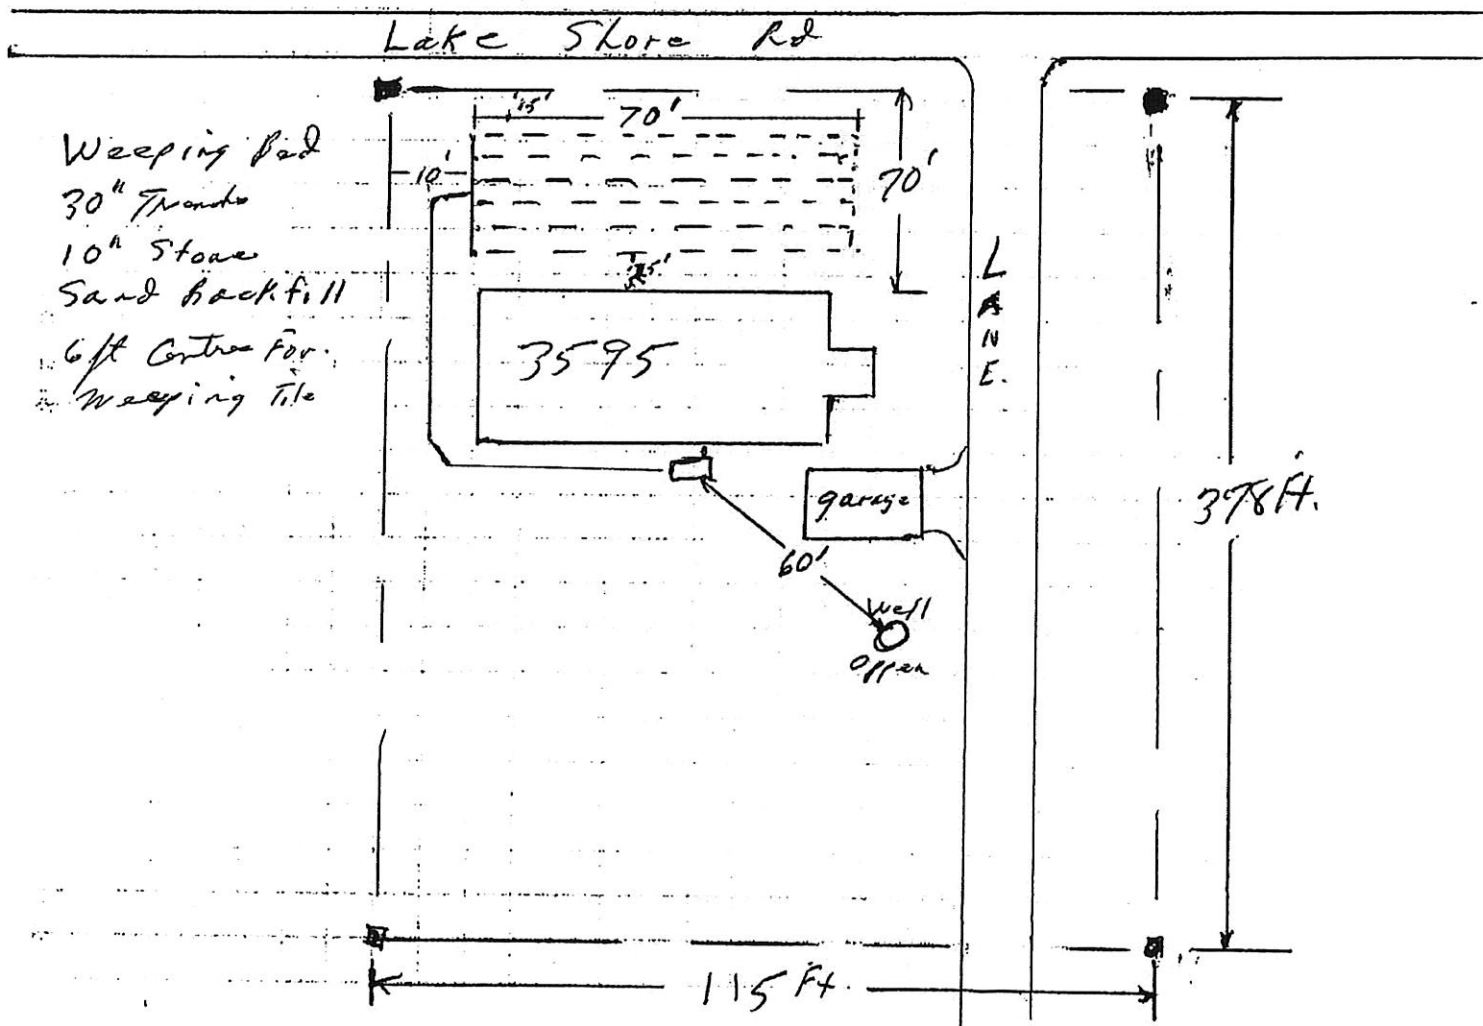 Lake Shore Rd
15'
70'
Weeping Bed
10'
70'
30" Trench
10" Stone
15'
Sand Backfill
LANE.
6 ft Centres For.
3595
Weeping Tile
garage
378 Ft.
60'
Well
115 Ft.